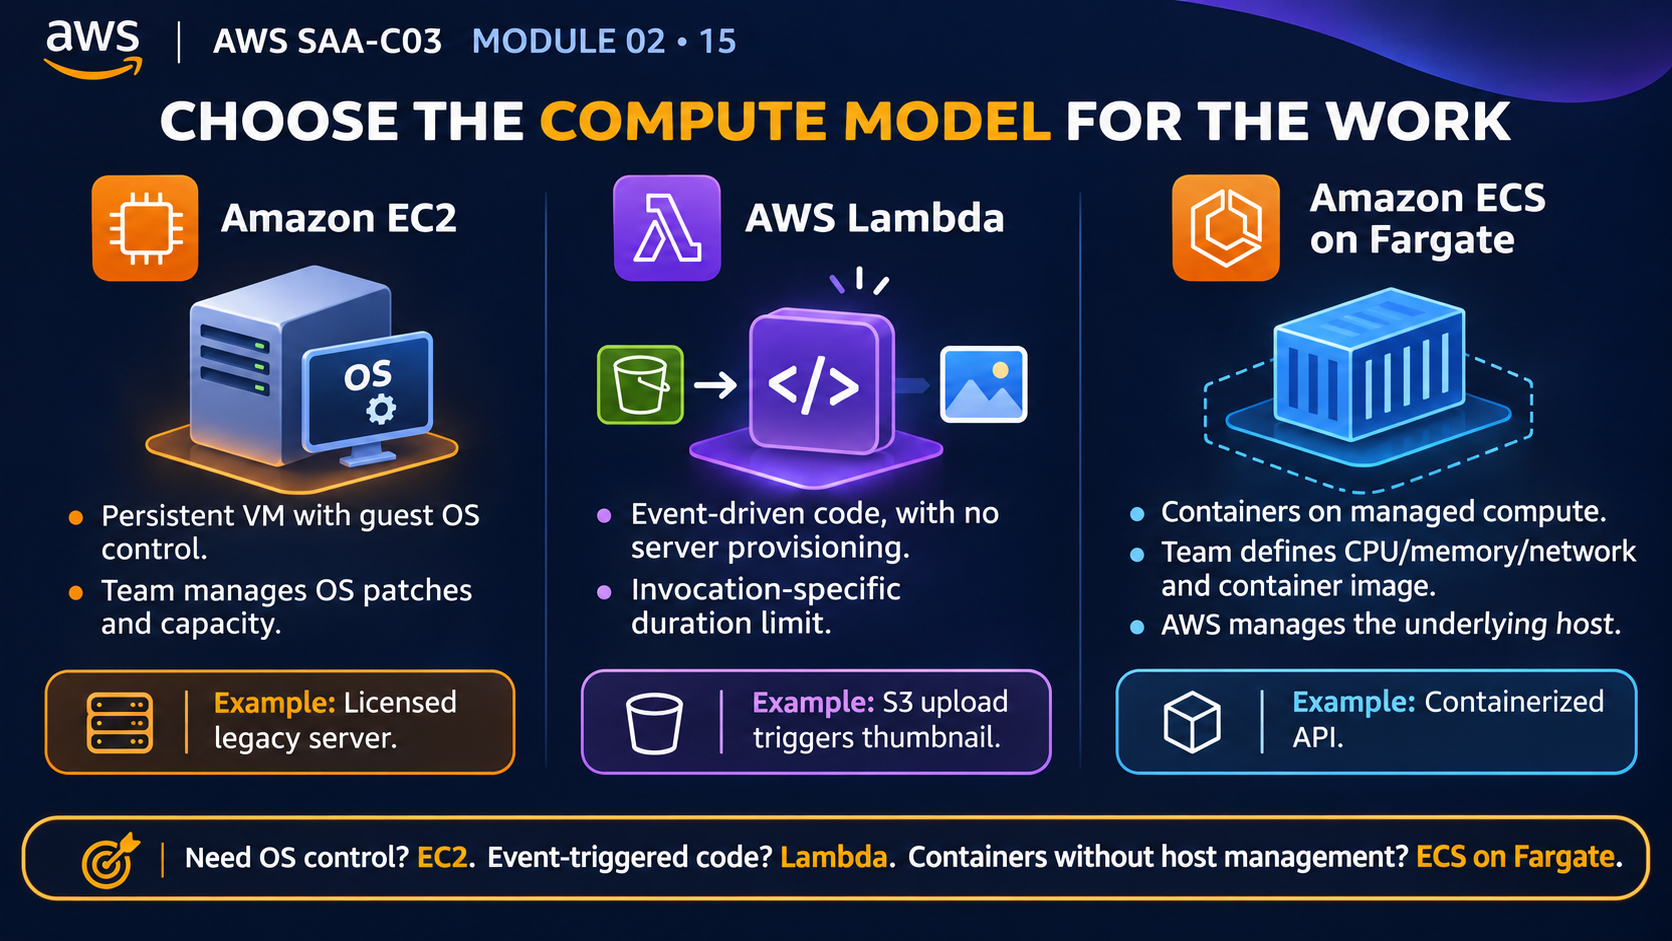 aws
AWS SAA-C03 MODULE 02 • 15
CHOOSE THE COMPUTE MODEL FOR THE WORK
Amazon EC2
OS
• Persistent VM with guest OS
control.
• Team manages OS patches
and capacity.
Example: Licensed
legacy server.
AWS Lambda
</>
• Event-driven code, with no
server provisioning.
• Invocation-specific
duration limit.
Example: S3 upload
triggers thumbnail.
Amazon ECS
on Fargate
• Containers on managed compute.
• Team defines CPU/memory/network
and container image.
• AWS manages the underlying host.
Example: Containerized
API.
Need OS control? EC2. Event-triggered code? Lambda. Containers without host management? ECS on Fargate.